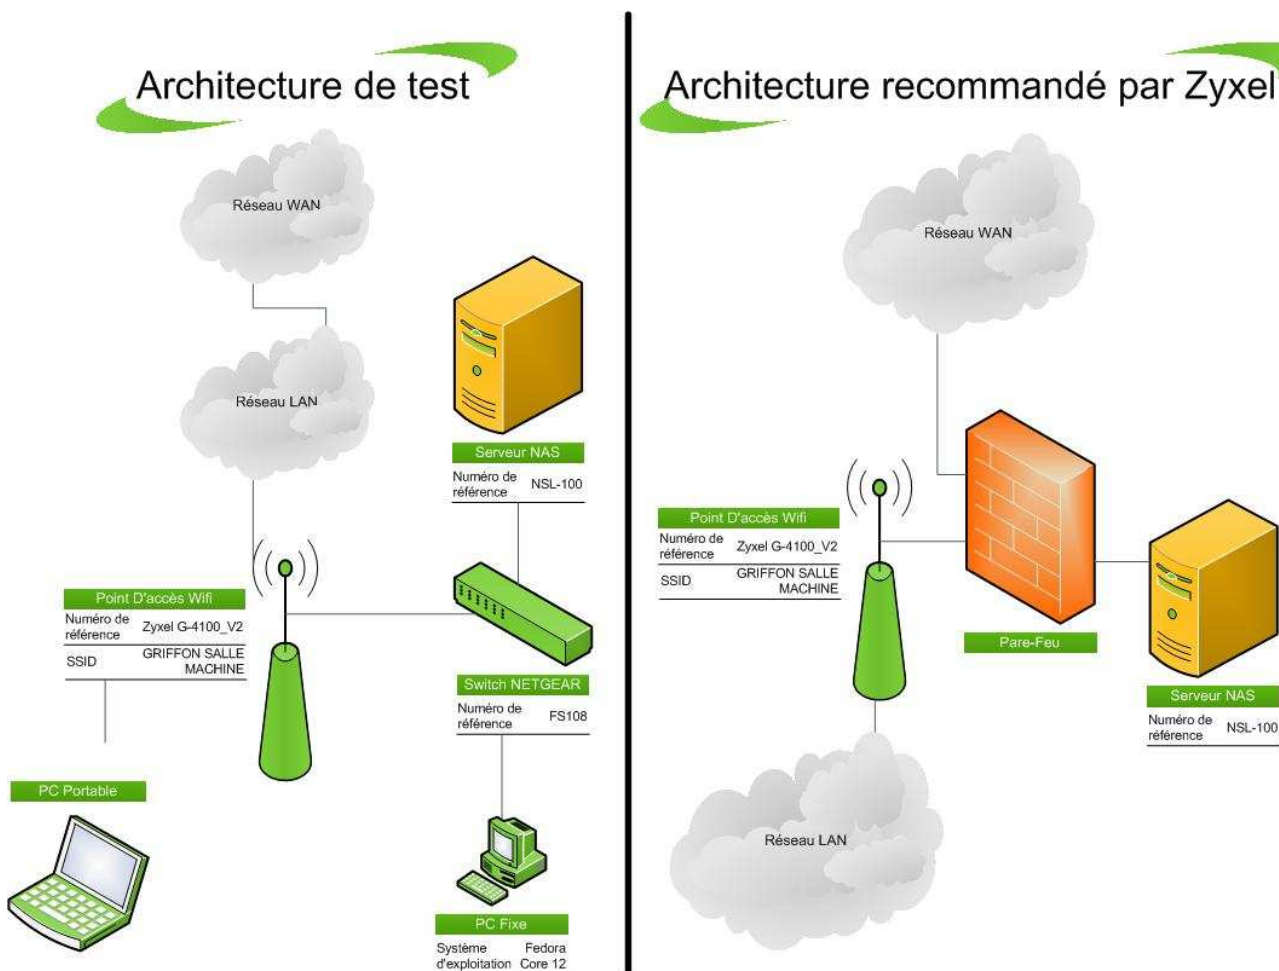 Architecture de test
Réseau WAN
Réseau LAN
Serveur NAS
Numéro de référence NSL-100
Point D'accès Wifi
Numéro de référence Zyxel G-4100_V2
SSID GRIFFON SALLE MACHINE
Switch NETGEAR
Numéro de référence FS108
PC Portable
PC Fixe
Système d'exploitation Fedora Core 12
Architecture recommandé par Zyxel
Réseau WAN
Point D'accès Wifi
Numéro de référence Zyxel G-4100_V2
SSID GRIFFON SALLE MACHINE
Pare-Feu
Serveur NAS
Numéro de référence NSL-100
Réseau LAN